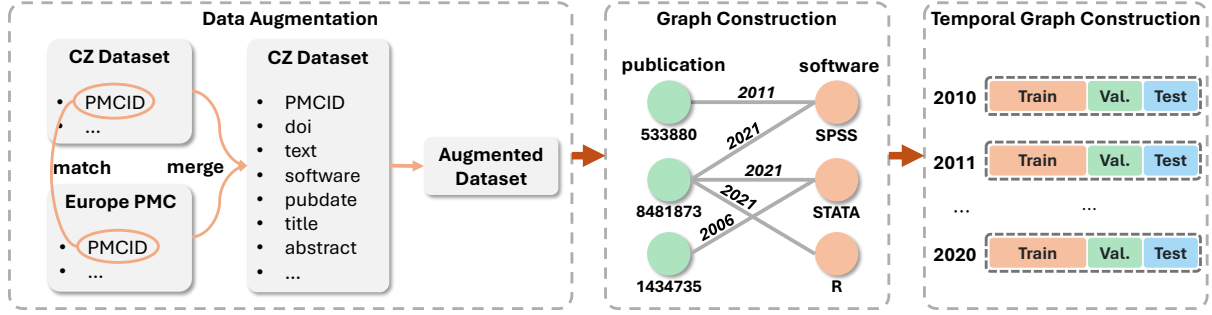 Data Augmentation
CZ Dataset
• PMCID
• ...
match
merge
Europe PMC
• PMCID
• ...
CZ Dataset
• PMCID
• doi
• text
• software
• pubdate
• title
• abstract
• ...
Augmented
Dataset
Graph Construction
publication
software
2011
533880
SPSS
2021
2021
8481873
STATA
2021
2006
1434735
R
Temporal Graph Construction
2010 Train Val. Test
2011 Train Val. Test
... ...
2020 Train Val. Test